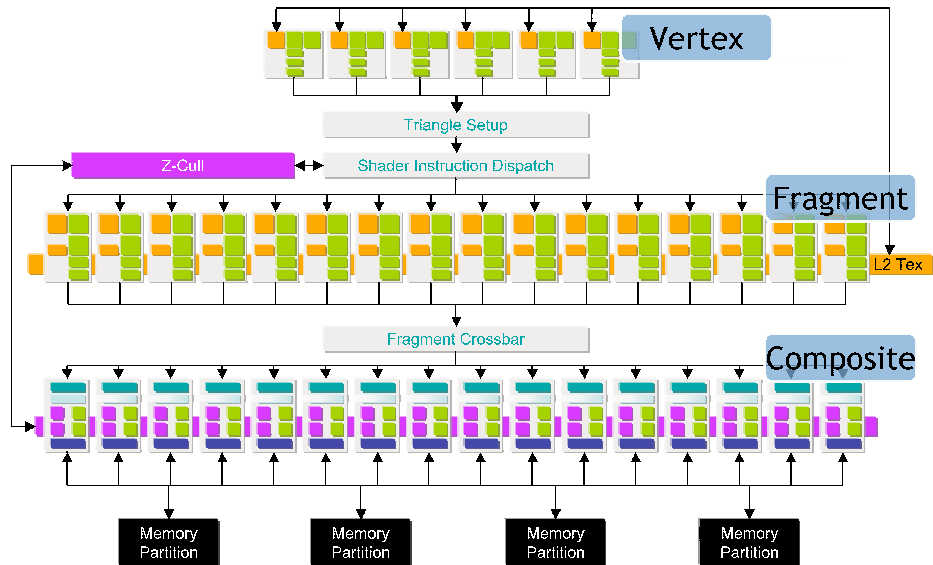 Vertex
Triangle Setup
Z-Cull
Shader Instruction Dispatch
Fragment
L2 Tex
Fragment Crossbar
Composite
Memory
Partition
Memory
Partition
Memory
Partition
Memory
Partition